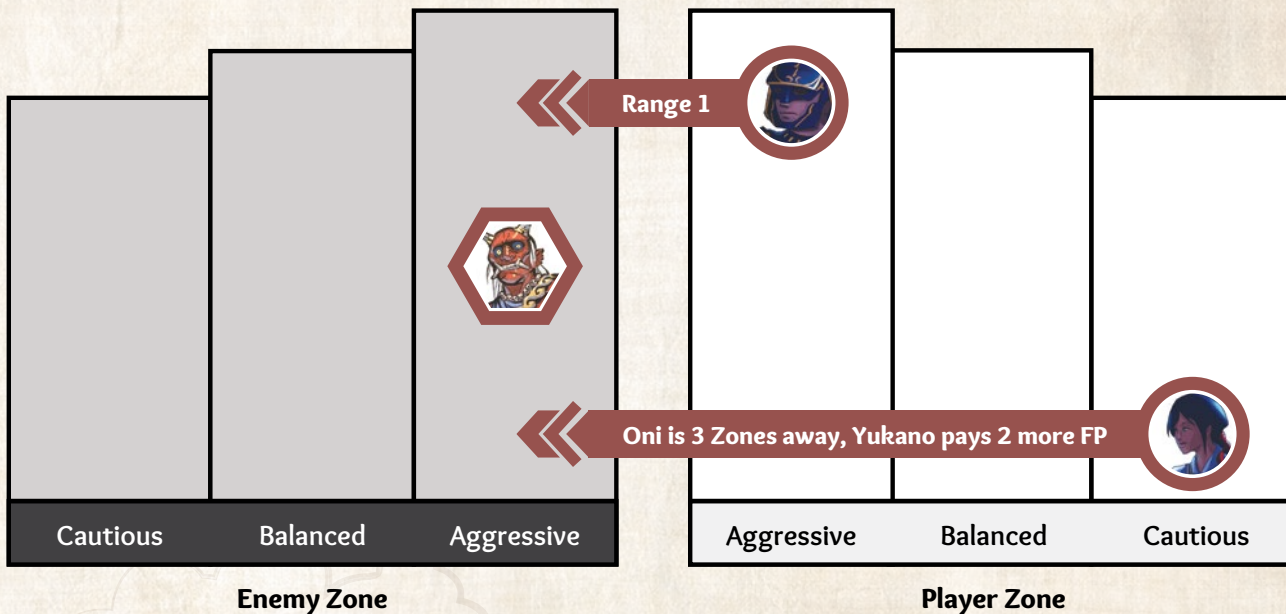 Range 1
Oni is 3 Zones away, Yukano pays 2 more FP
Cautious
Balanced
Aggressive
Aggressive
Balanced
Cautious
Enemy Zone
Player Zone